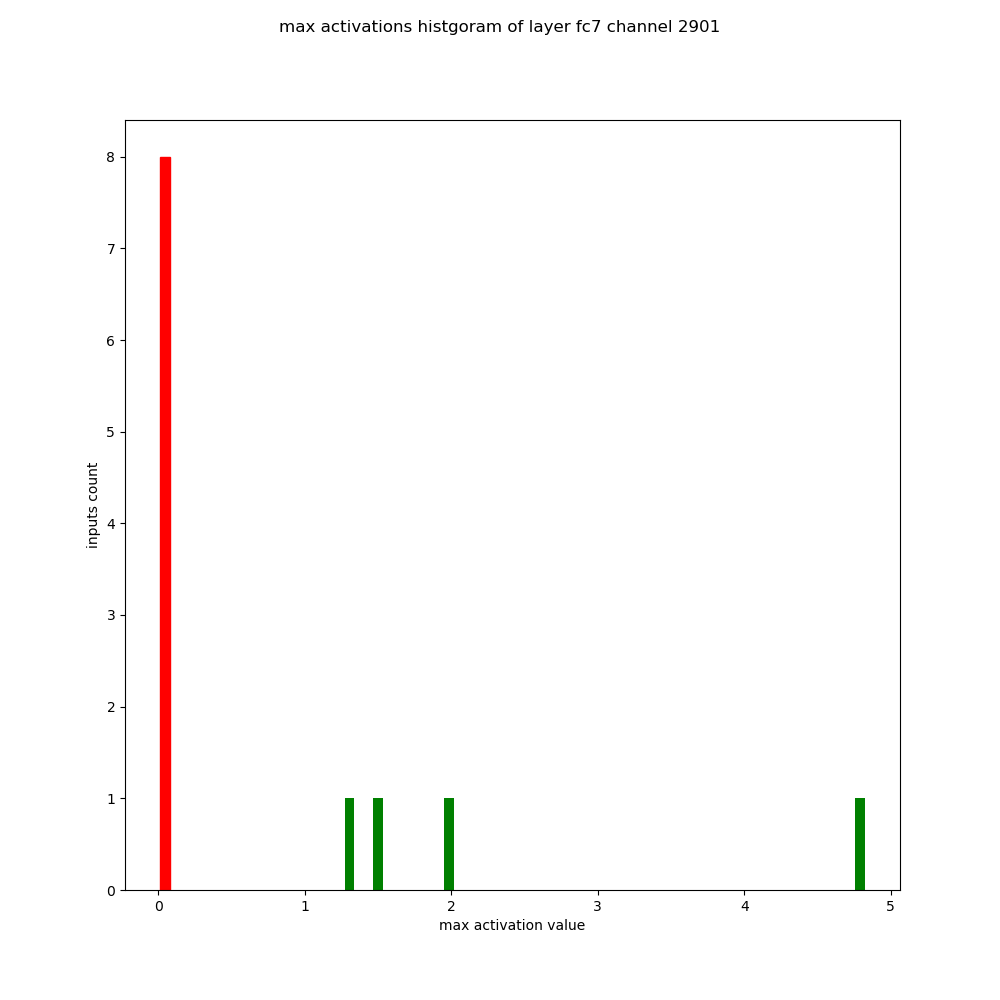 max activations histgoram of layer fc7 channel 2901
8
7
6
5
4
3
2
1
0
inputs count
0 1 2 3 4 5
max activation value